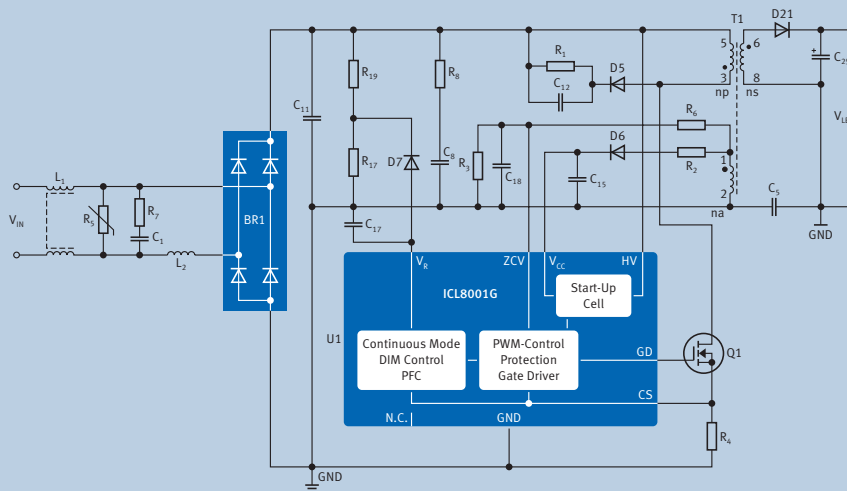 T1
D21
R1
D5
5
6
C12
3
8
np
ns
R19
R8
C11
R6
D6
R3
C18
R2
1
C15
2
na
C5
GND
R17
D7
C8
C17
L1
VIN
R5
R7
C1
L2
BR1
VR
ZCV
VCC
HV
ICL8001G
Start-Up
Cell
U1
Continuous Mode
DIM Control
PFC
PWM-Control
Protection
Gate Driver
GD
Q1
CS
N.C.
GND
R4
GND